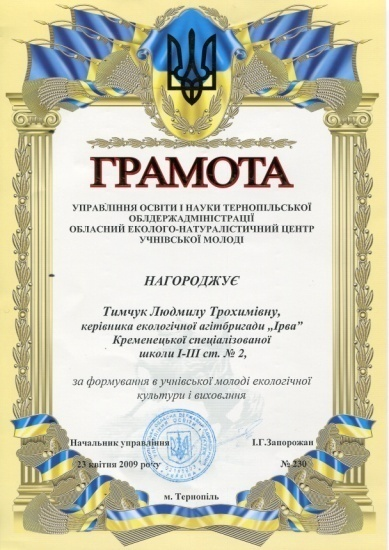 ГРАМОТА
УПРАВЛІННЯ ОСВІТИ І НАУКИ ТЕРНОПІЛЬСЬКОЇ
ОБЛДЕРЖАДМІНІСТРАЦІЇ
ОБЛАСНИЙ ЕКОЛОГО-НАТУРАЛІСТИЧНИЙ ЦЕНТР
УЧНІВСЬКОЇ МОЛОДІ
НАГОРОДЖУЄ
Тимчук Людмилу Трохимівну,
керівника екологічної агітбригади „Ірва”
Кременецької спеціалізованої
школи І-ІІІ ст. № 2,
за формування в учнівської молоді екологічної
культури і виховання
Начальник управління І.Г.Запорожан
23 квітня 2009 року № 230
м. Тернопіль